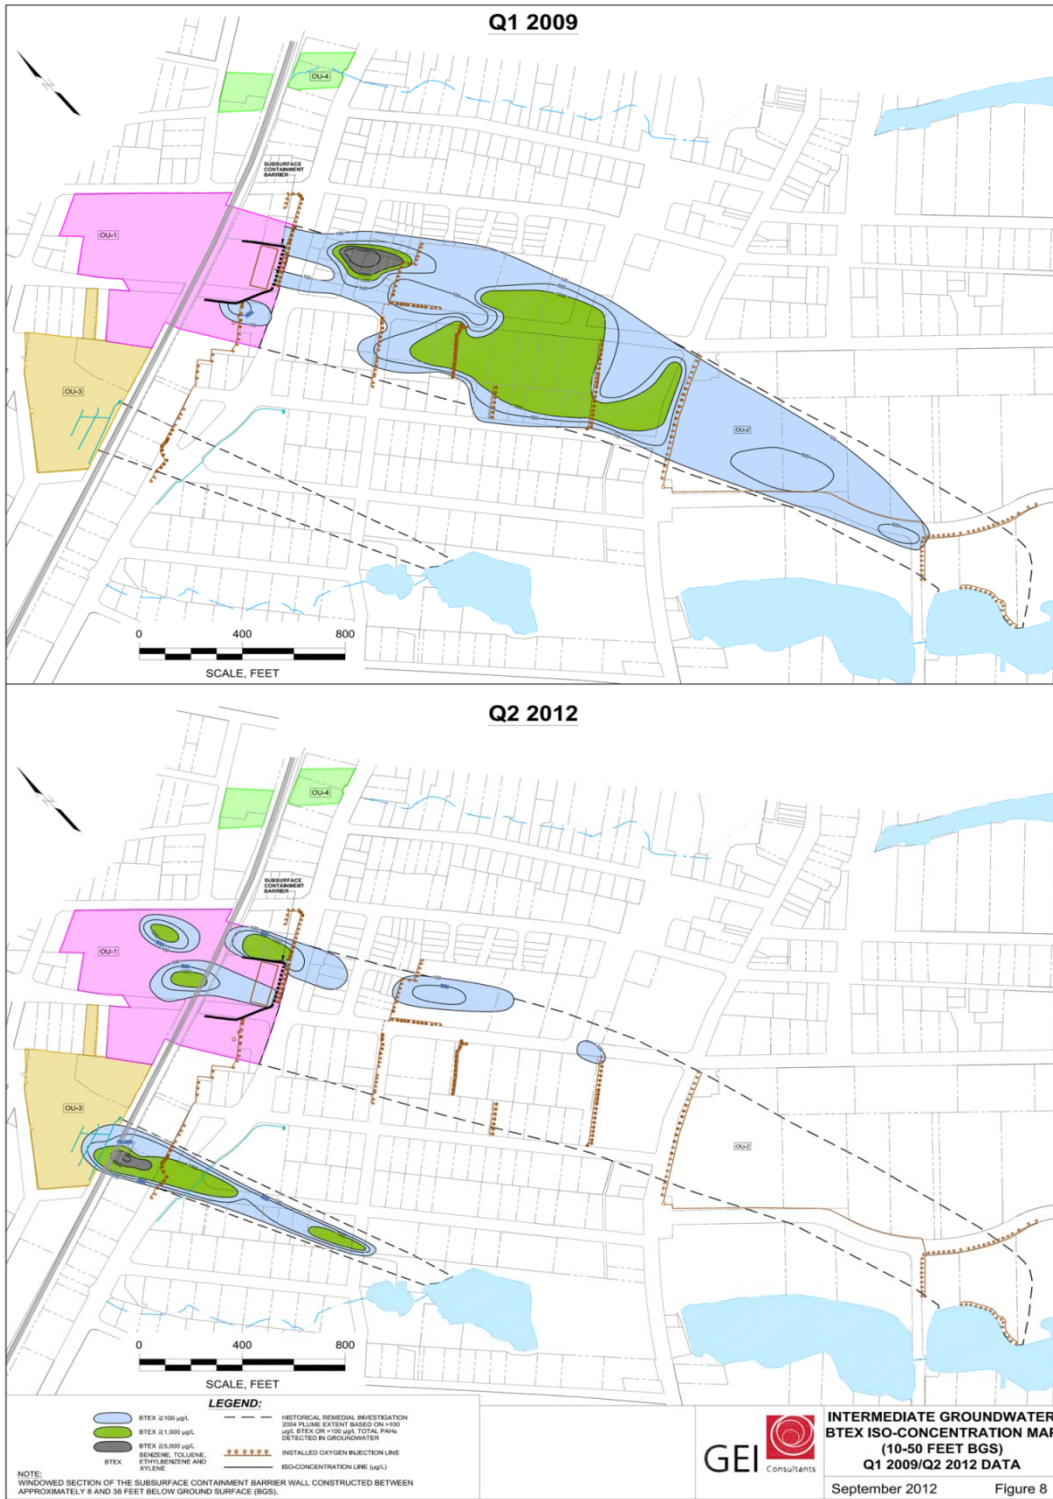 Q1 2009
OU-4
SUBSURFACE
CONTAINMENT
BARRIER
OU-1
OU-3
OU-2
0 400 800
SCALE, FEET
Q2 2012
OU-4
SUBSURFACE
CONTAINMENT
BARRIER
OU-1
OU-3
OU-2
0 400 800
SCALE, FEET
LEGEND:
BTEX ≥100 µg/L
BTEX ≥1,000 µg/L
BTEX ≥5,000 µg/L
BTEX BENZENE, TOLUENE,
ETHYLBENZENE AND
XYLENE
HISTORICAL REMEDIAL INVESTIGATION
2004 PLUME EXTENT BASED ON >100
µg/L BTEX OR >100 µg/L TOTAL PAHs
DETECTED IN GROUNDWATER
INSTALLED OXYGEN INJECTION LINE
ISO-CONCENTRATION LINE (µg/L)
NOTE:
WINDOWED SECTION OF THE SUBSURFACE CONTAINMENT BARRIER WALL CONSTRUCTED BETWEEN
APPROXIMATELY 8 AND 38 FEET BELOW GROUND SURFACE (BGS).
GEI Consultants
INTERMEDIATE GROUNDWATER
BTEX ISO-CONCENTRATION MAP
(10-50 FEET BGS)
Q1 2009/Q2 2012 DATA
September 2012 Figure 8